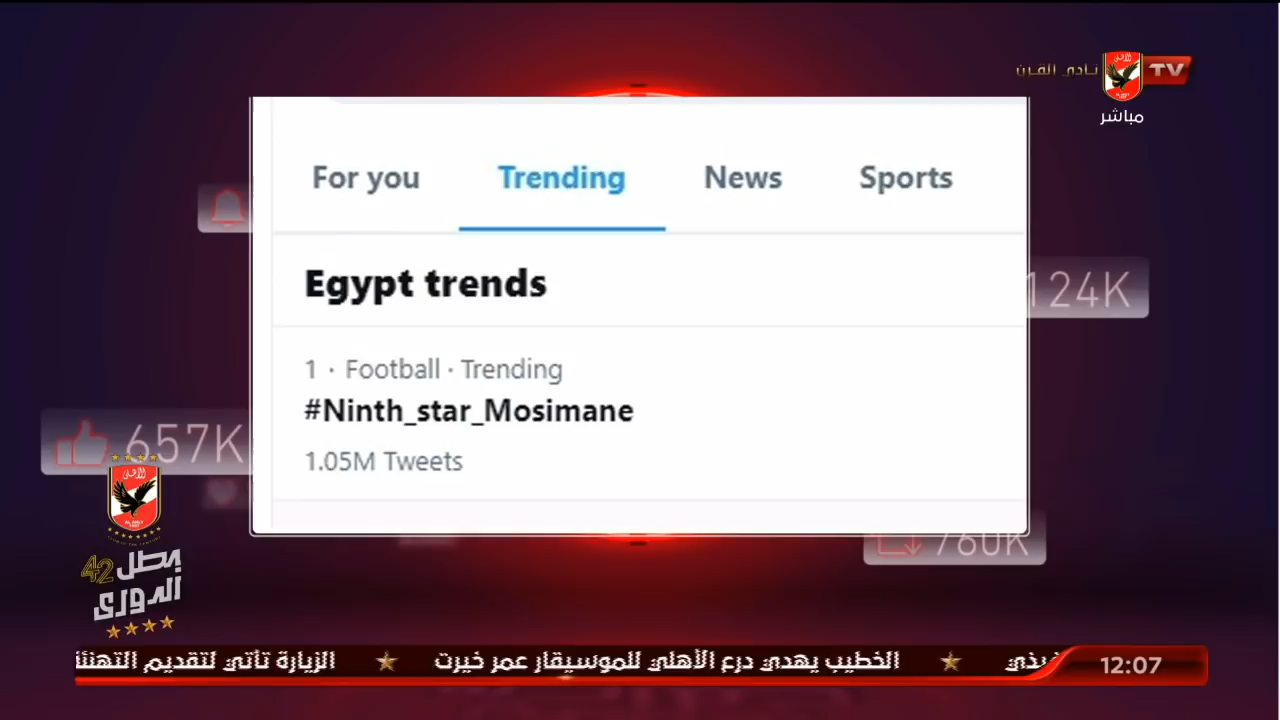 نادي القرن TV
مباشر
For you Trending News Sports
Egypt trends
1 · Football · Trending
#Ninth_star_Mosimane
1.05M Tweets
124K
657K
760K
بطل 42
الدورى
الخطيب يهدي درع الأهلي للموسيقار عمر خيرت ★ الزيارة تأتي لتقديم التهنئة
12:07